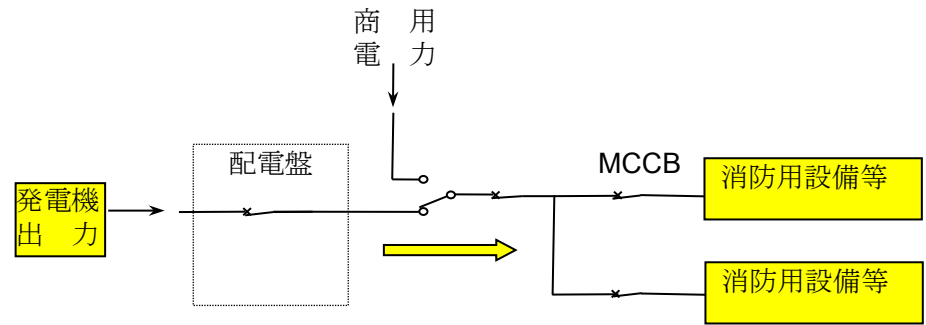 商　用
電　力
配電盤
MCCB
消防用設備等
発電機
出　力
消防用設備等